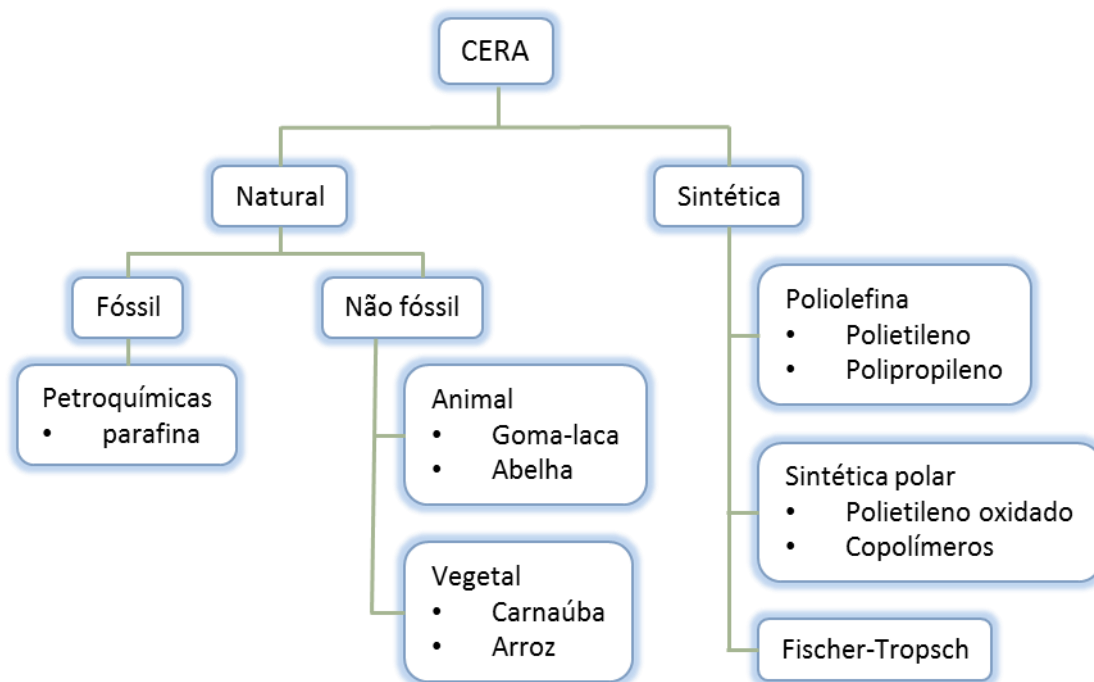 CERA
Natural
Sintética
Fóssil
Não fóssil
Petroquímicas
• parafina
Animal
• Goma-laca
• Abelha
Vegetal
• Carnaúba
• Arroz
Poliolefina
• Polietileno
• Polipropileno
Sintética polar
• Polietileno oxidado
• Copolímeros
Fischer-Tropsch